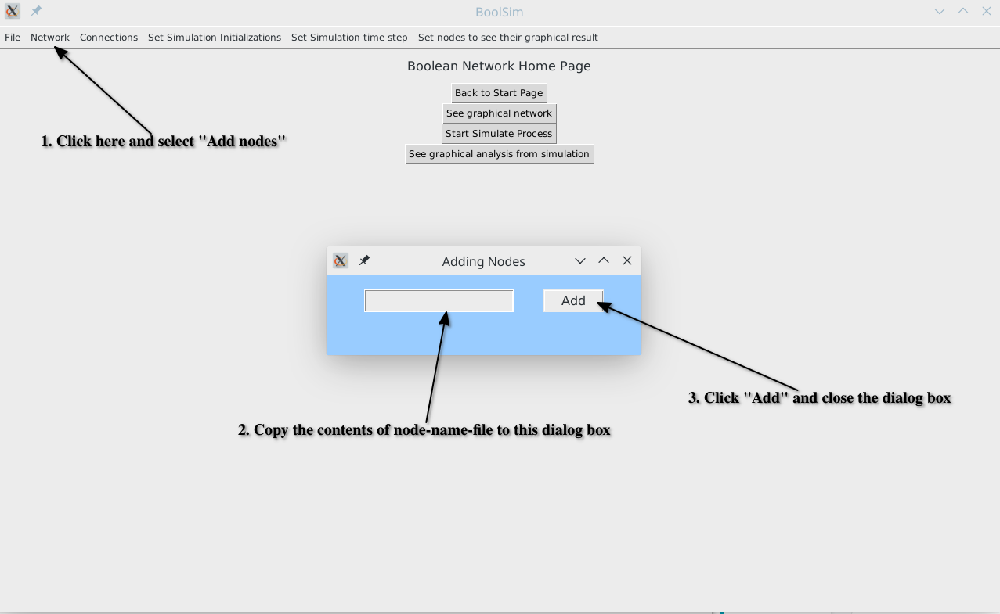 BoolSim
File Network Connections Set Simulation Initializations Set Simulation time step Set nodes to see their graphical result
Boolean Network Home Page
Back to Start Page
See graphical network
Start Simulate Process
See graphical analysis from simulation
1. Click here and select "Add nodes"
Adding Nodes
Add
3. Click "Add" and close the dialog box
2. Copy the contents of node-name-file to this dialog box